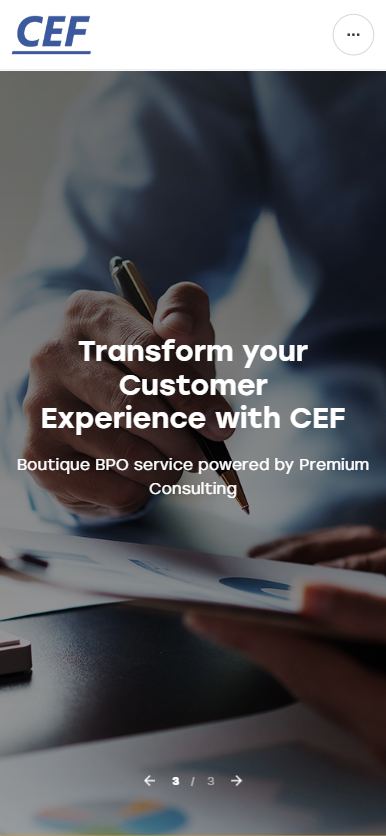 CEF
...
Transform your
Customer
Experience with CEF
Boutique BPO service powered by Premium
Consulting
3 / 3